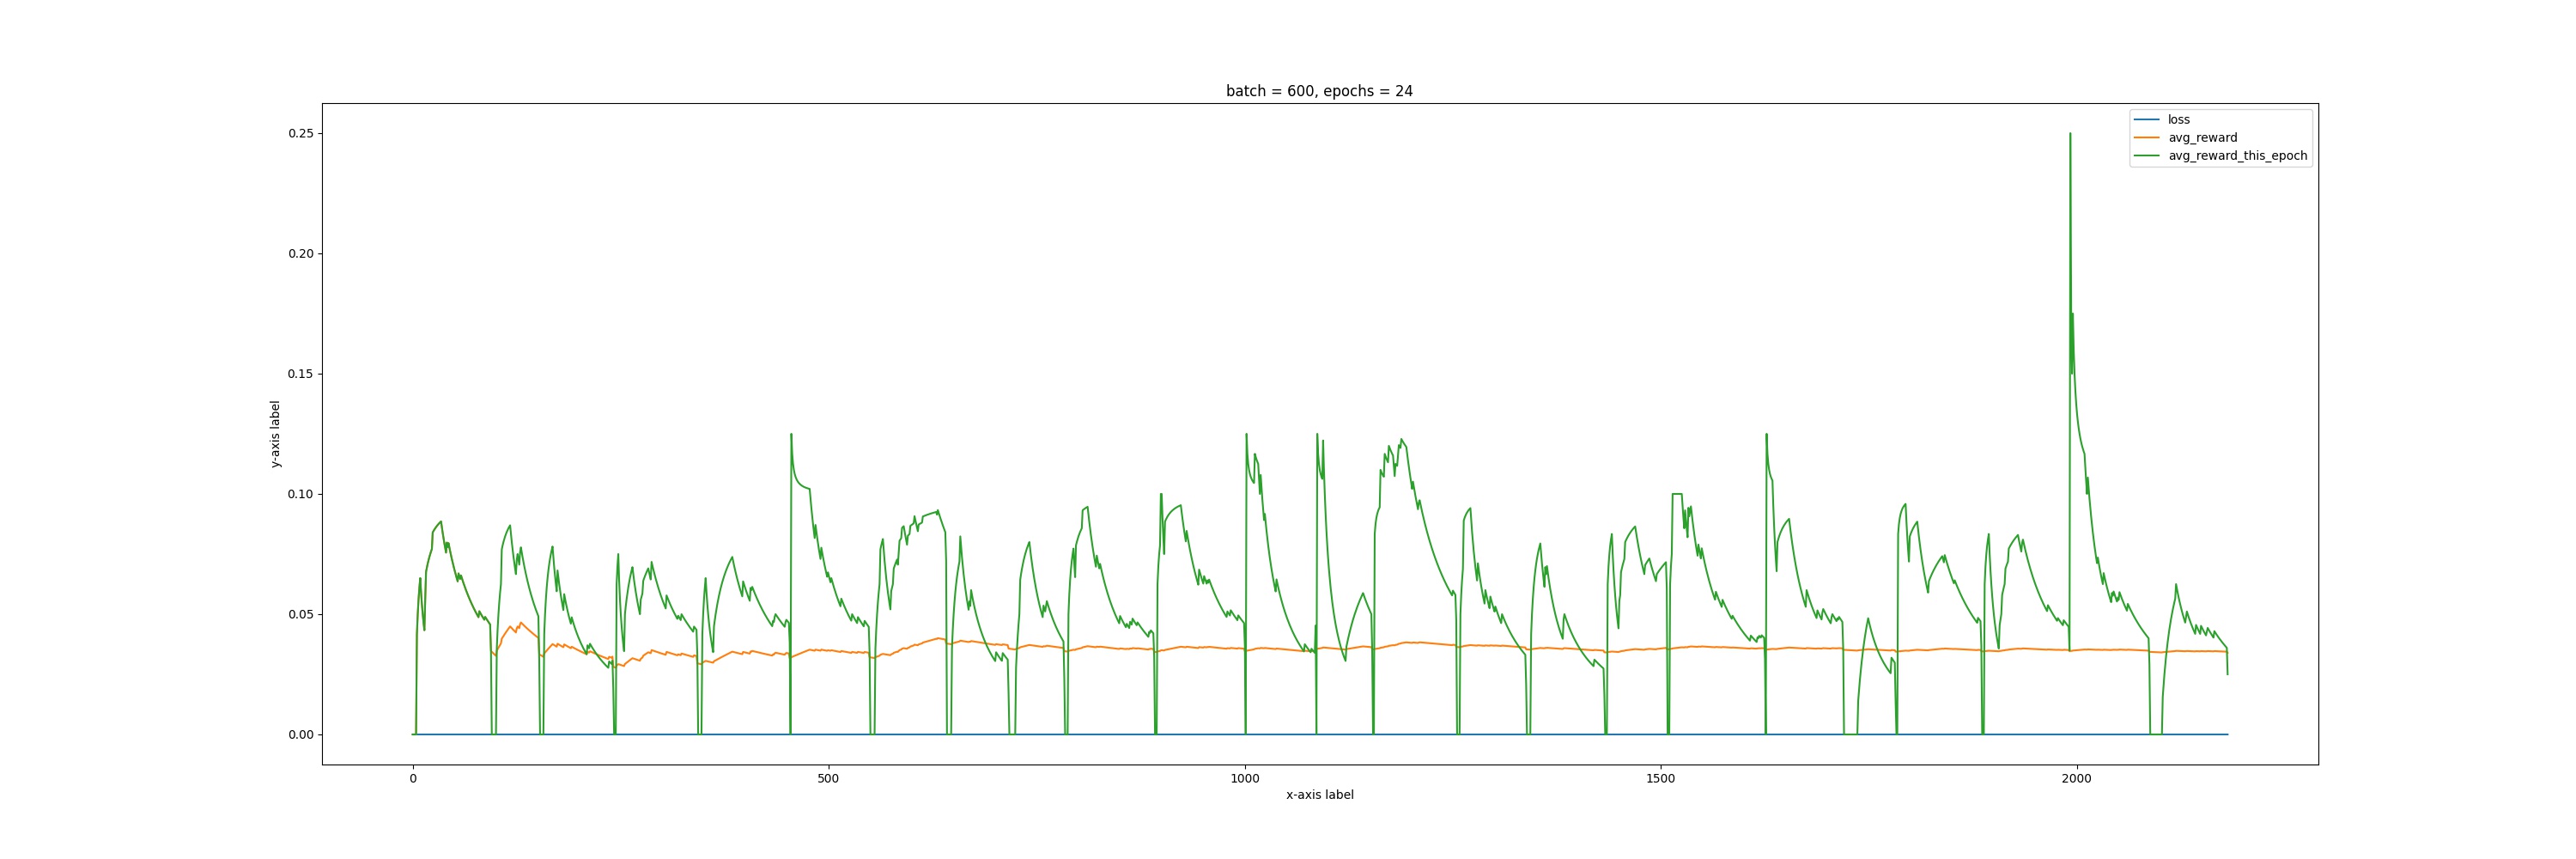 batch = 600, epochs = 24
loss
avg_reward
avg_reward_this_epoch
0.25
0.20
0.15
0.10
0.05
0.00
y-axis label
0
500
1000
1500
2000
x-axis label